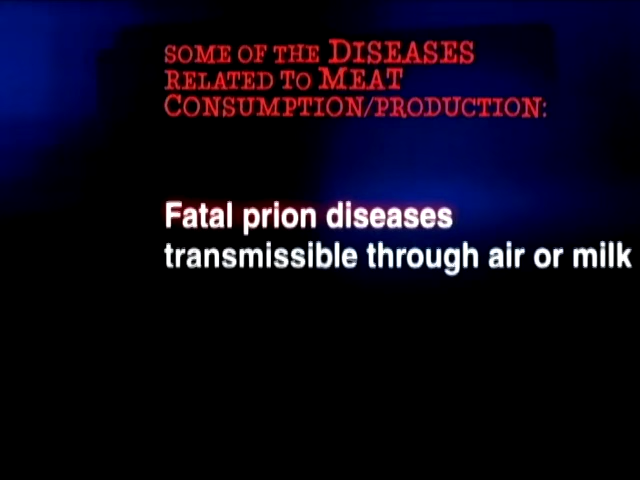 SOME OF THE DISEASES
RELATED TO MEAT
CONSUMPTION/PRODUCTION:
Fatal prion diseases
transmissible through air or milk